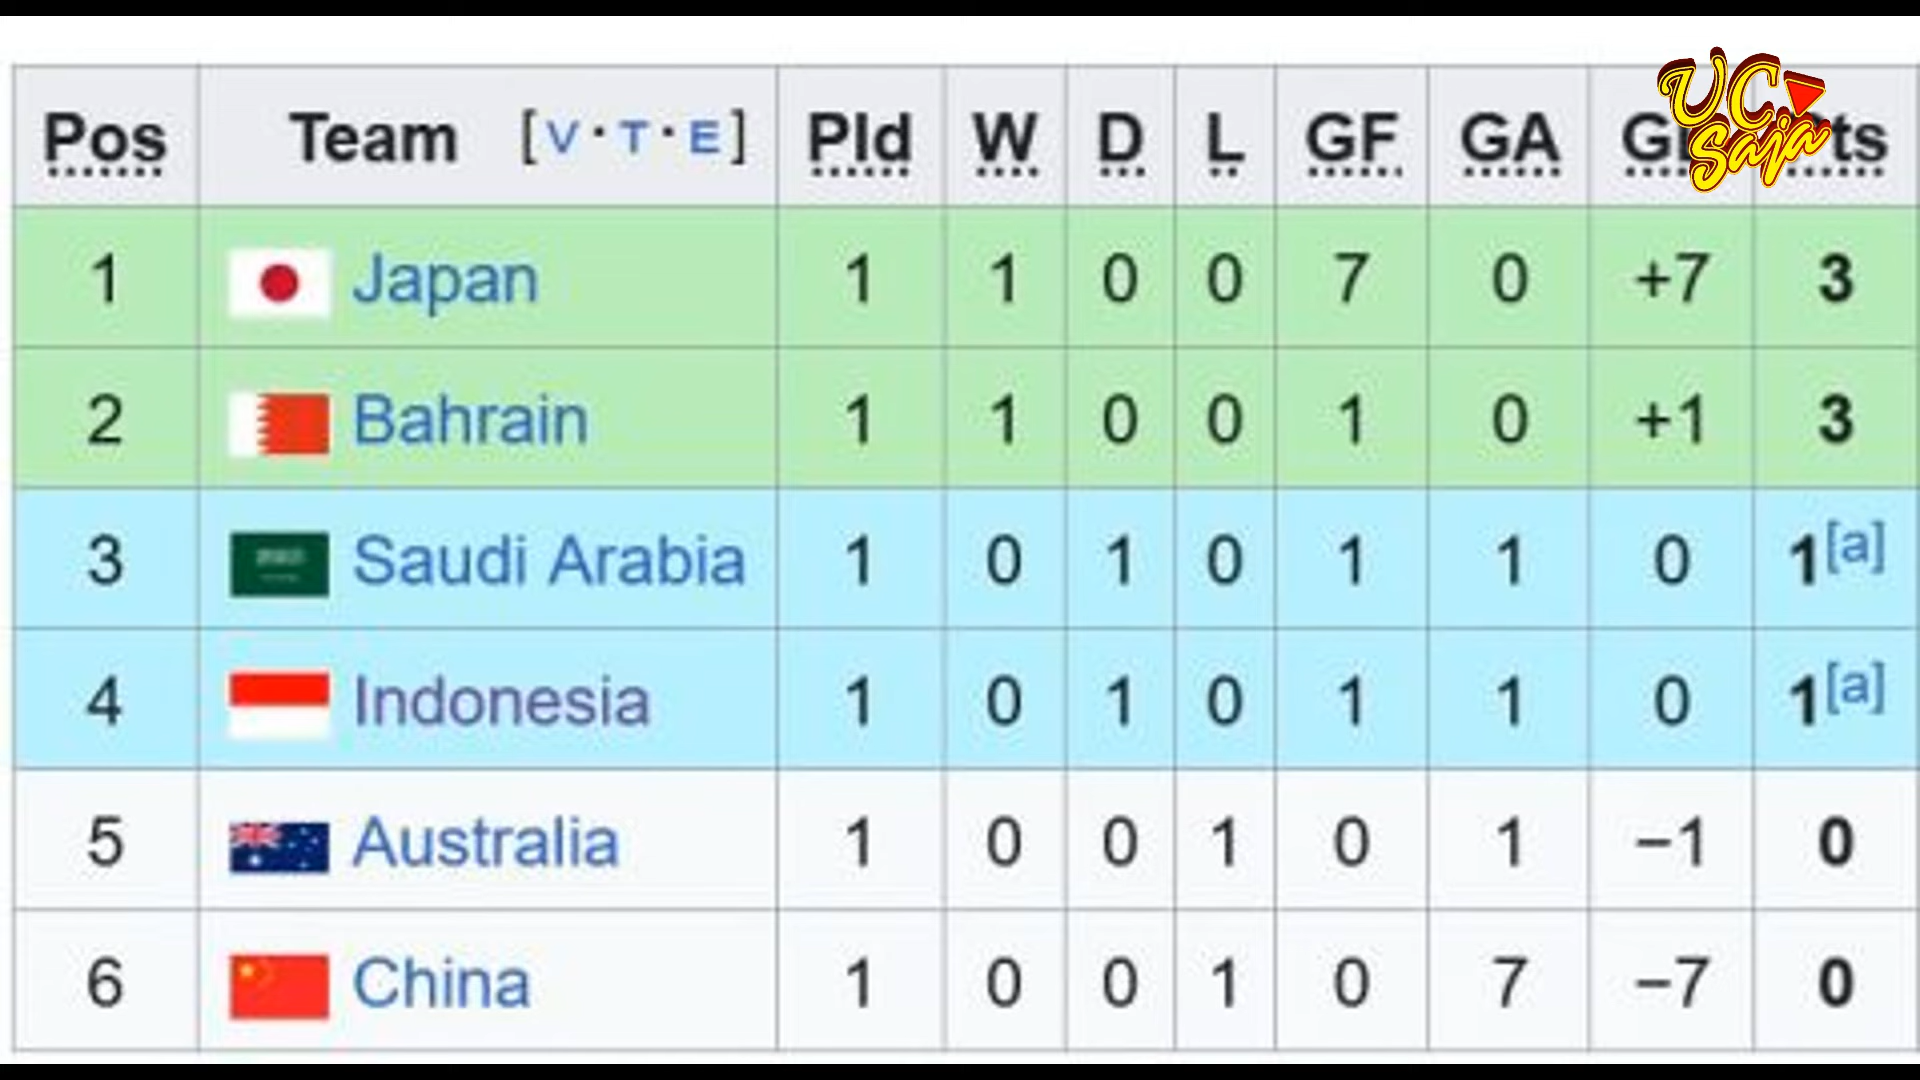 UC
Saja
Pos Team [V·T·E] Pld W D L GF GA
1 Japan 1 1 0 0 7 0 +7 3
2 Bahrain 1 1 0 0 1 0 +1 3
3 Saudi Arabia 1 0 1 0 1 1 0 1[a]
4 Indonesia 1 0 1 0 1 1 0 1[a]
5 Australia 1 0 0 1 0 1 −1 0
6 China 1 0 0 1 0 7 −7 0